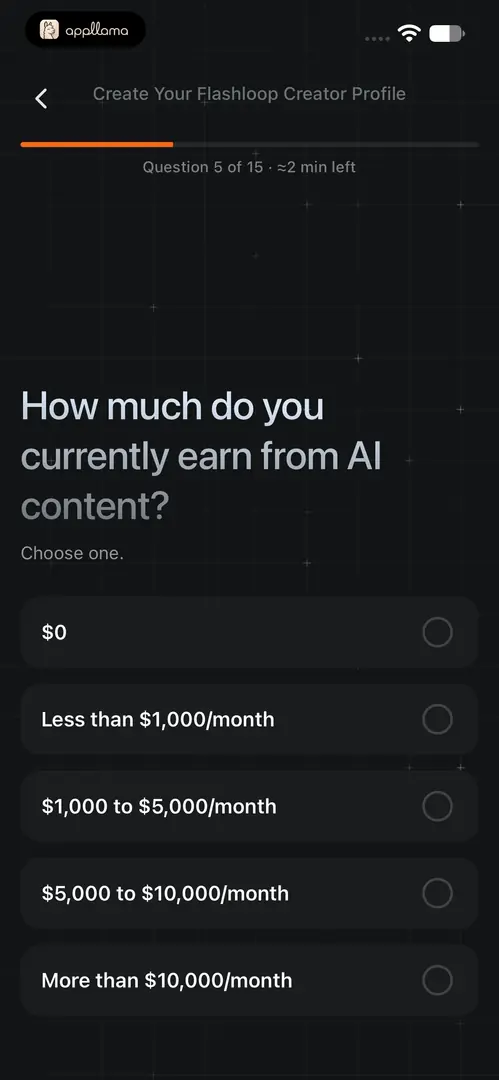 appllama
Create Your Flashloop Creator Profile
Question 5 of 15 · ≈2 min left
How much do you
currently earn from AI
content?
Choose one.
$0
Less than $1,000/month
$1,000 to $5,000/month
$5,000 to $10,000/month
More than $10,000/month